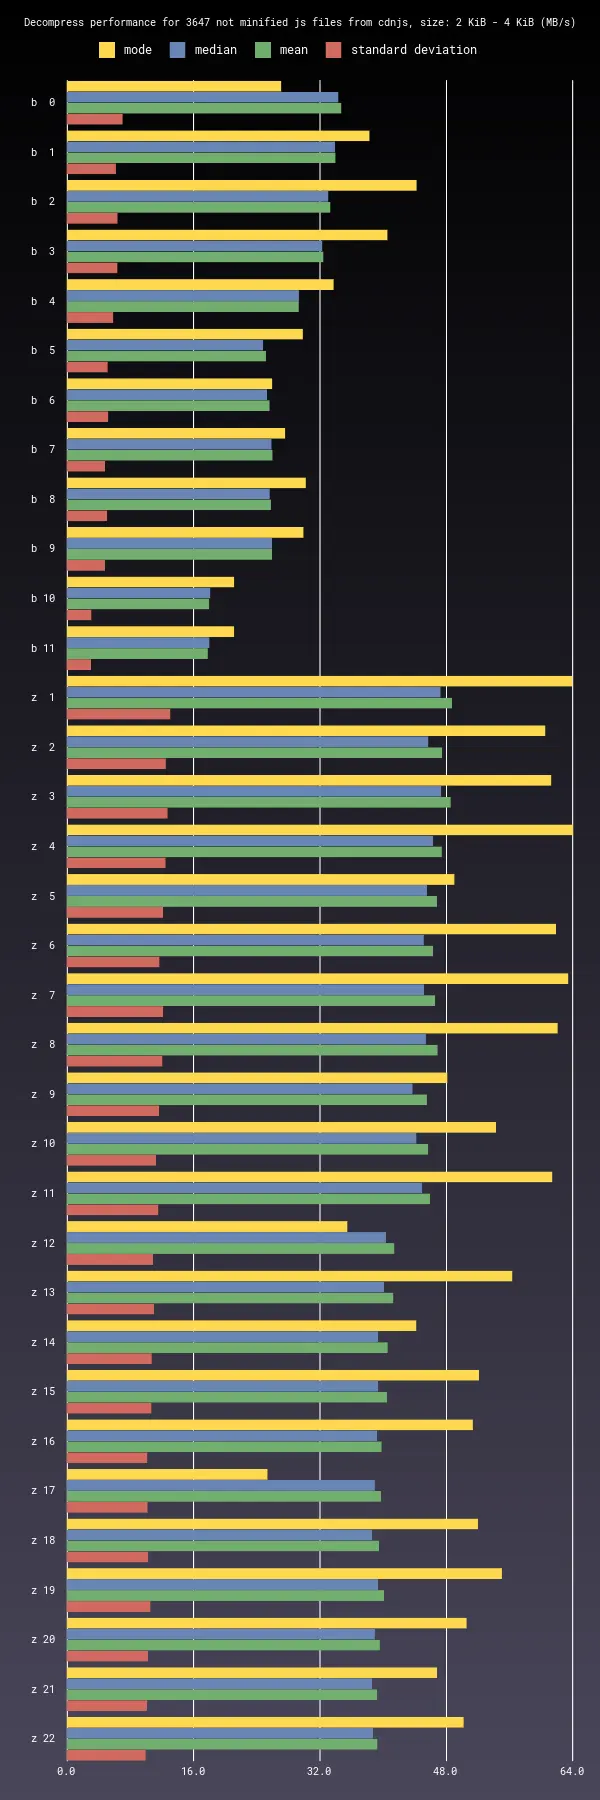 Decompress performance for 3647 not minified js files from cdnjs, size: 2 KiB - 4 KiB (MB/s)
mode median mean standard deviation
b 0
b 1
b 2
b 3
b 4
b 5
b 6
b 7
b 8
b 9
b 10
b 11
z 1
z 2
z 3
z 4
z 5
z 6
z 7
z 8
z 9
z 10
z 11
z 12
z 13
z 14
z 15
z 16
z 17
z 18
z 19
z 20
z 21
z 22
0.0 16.0 32.0 48.0 64.0